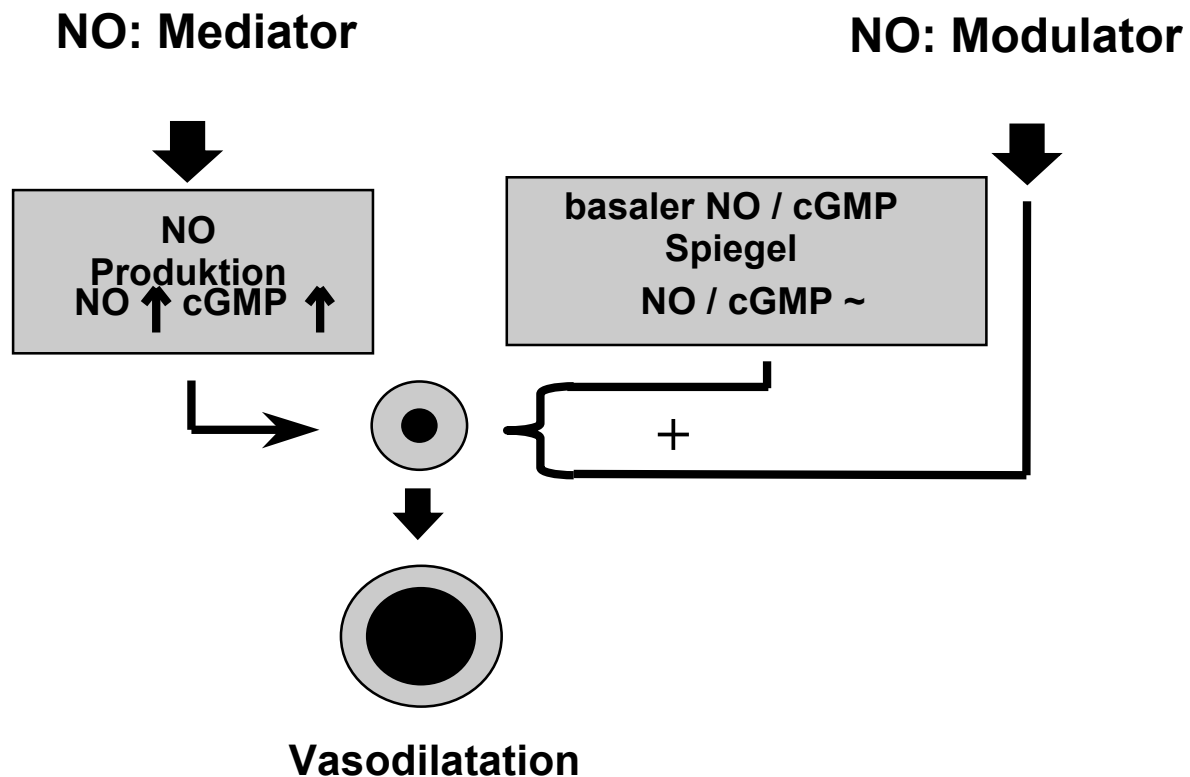 NO: Mediator
NO: Modulator
NO
Produktion
NO ↑ cGMP ↑
basaler NO / cGMP
Spiegel
NO / cGMP ~
+
Vasodilatation